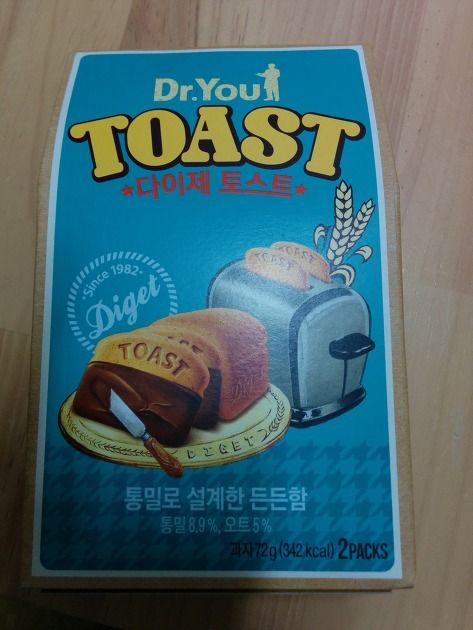 Dr.You
TOAST
★다이제 토스트★
TOAST
TOAST
Since 1982
Diget
TOAST
DIGET
통밀로 설계한 든든함
통밀 8.9%, 오트 5%
과자 72g (342 kcal) 2PACKS